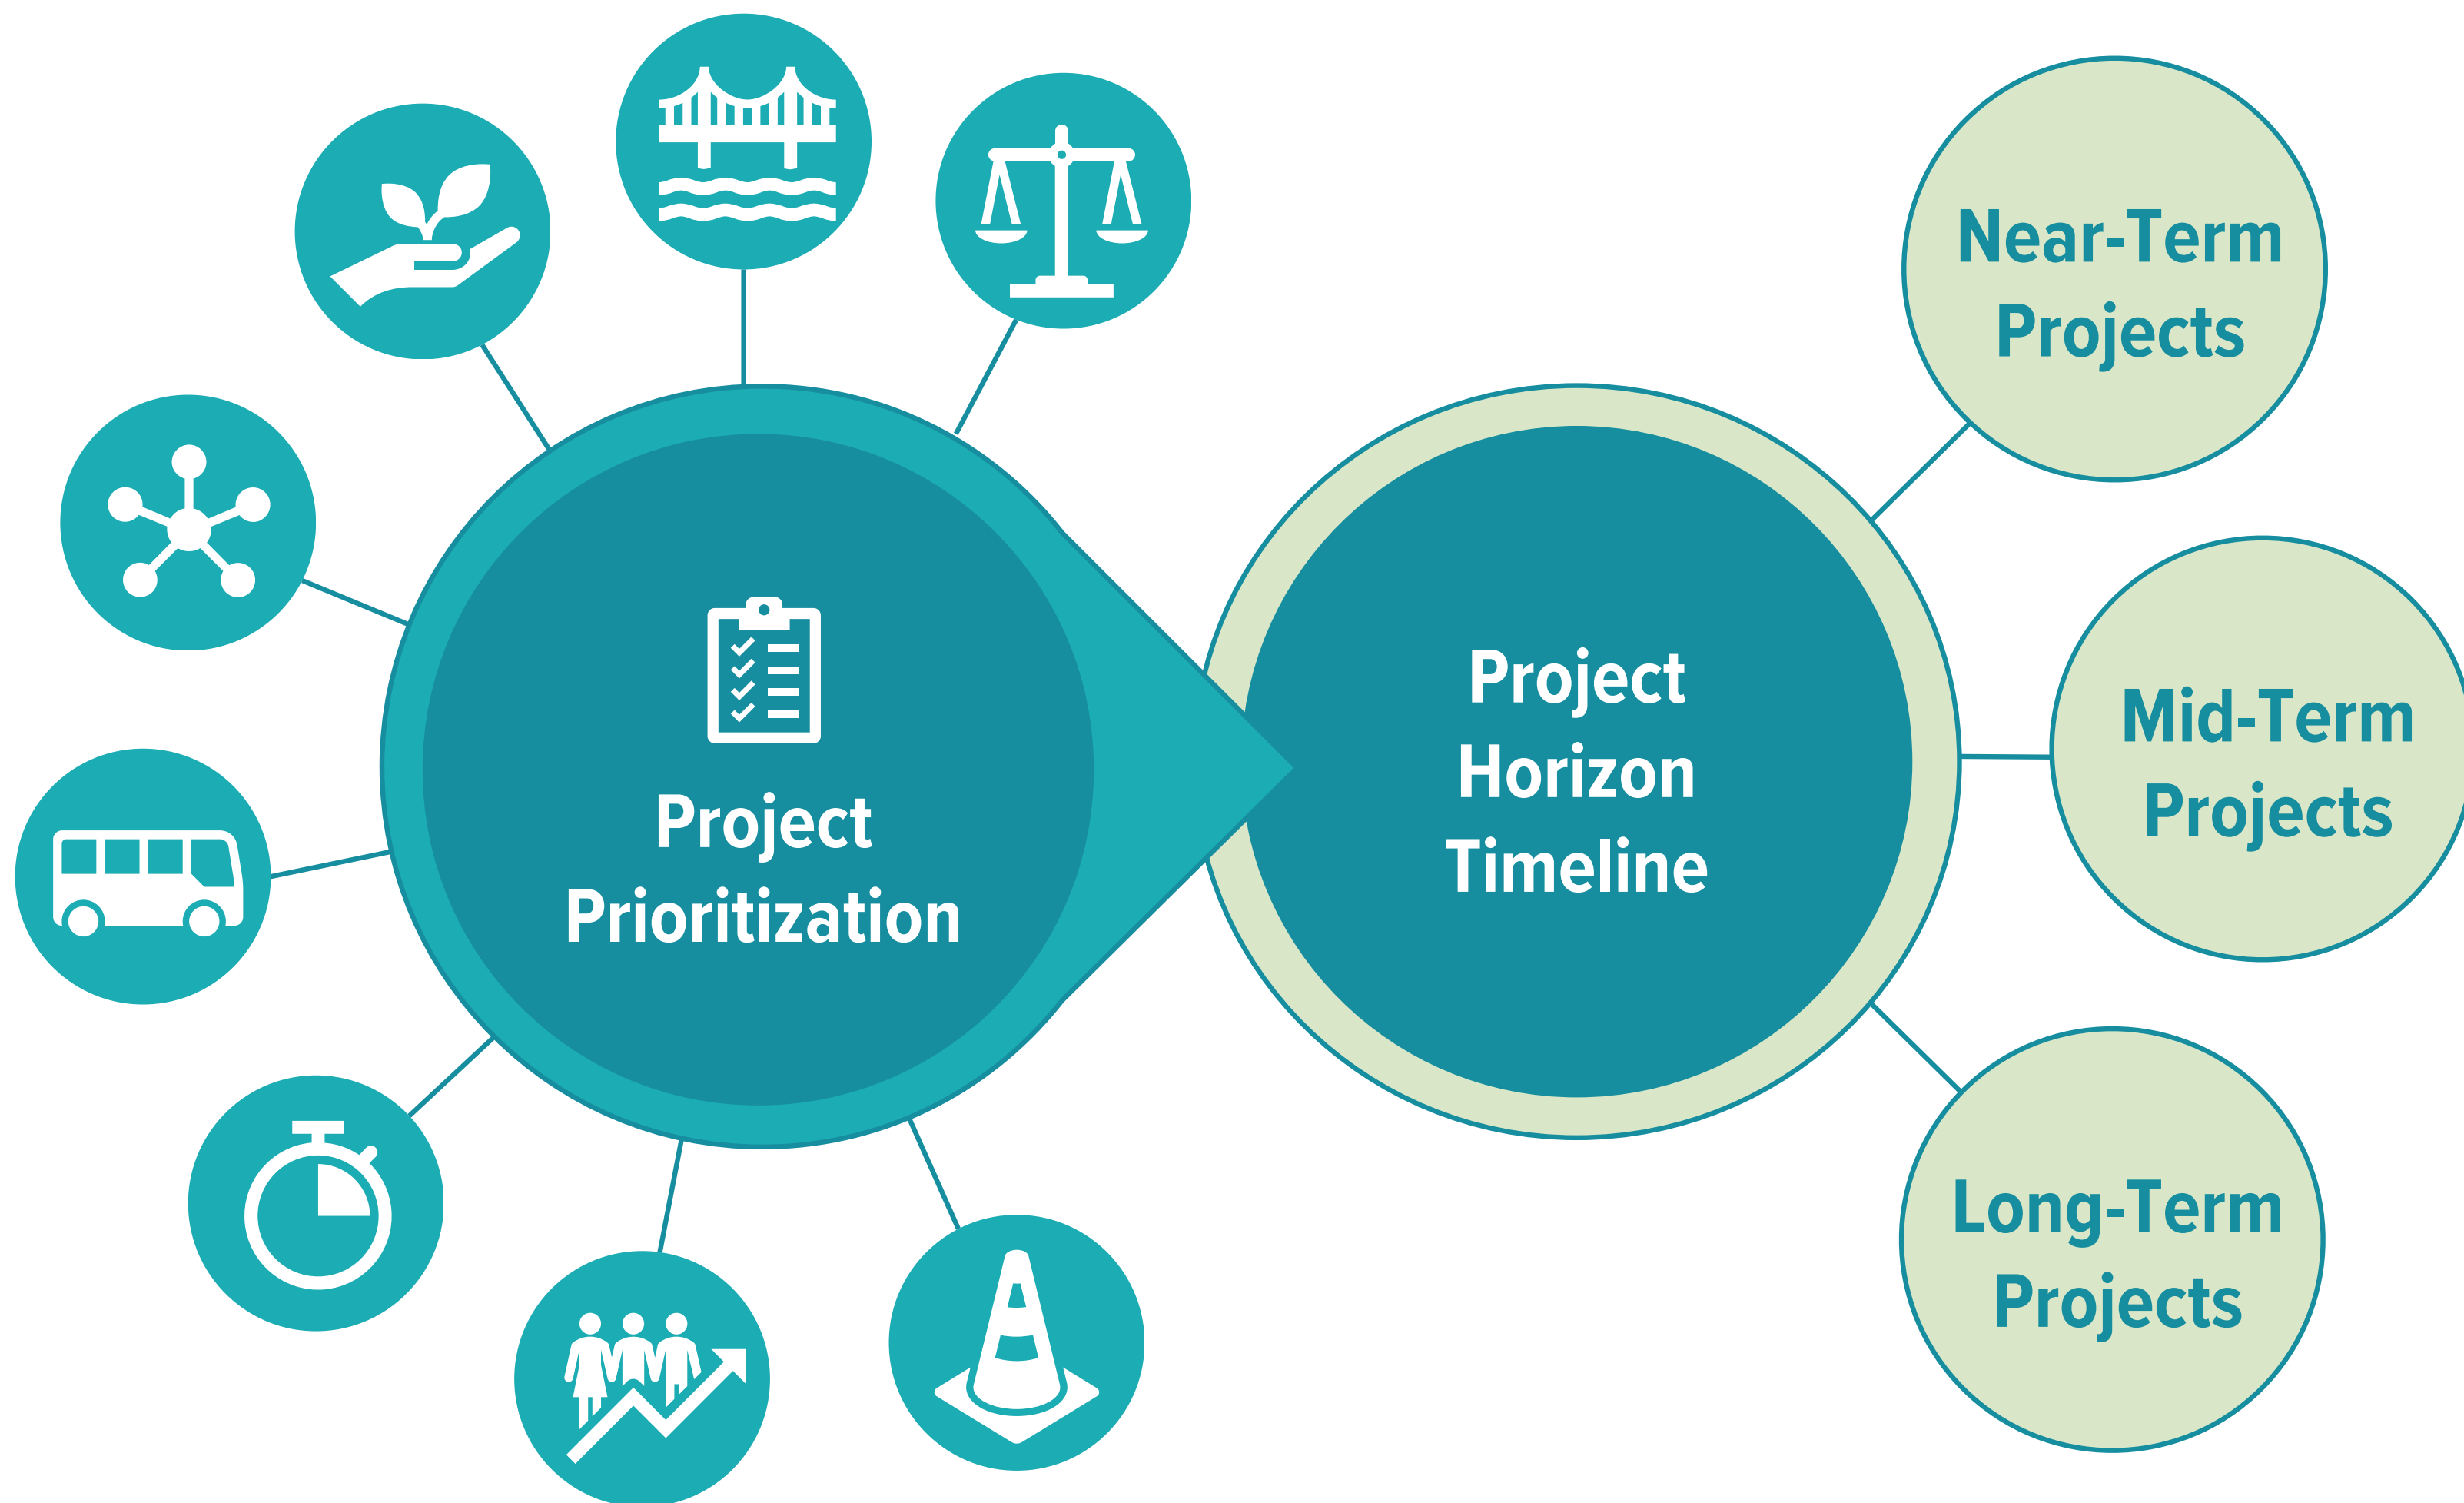 Project
Prioritization
Project
Horizon
Timeline
Near-Term
Projects
Mid-Term
Projects
Long-Term
Projects